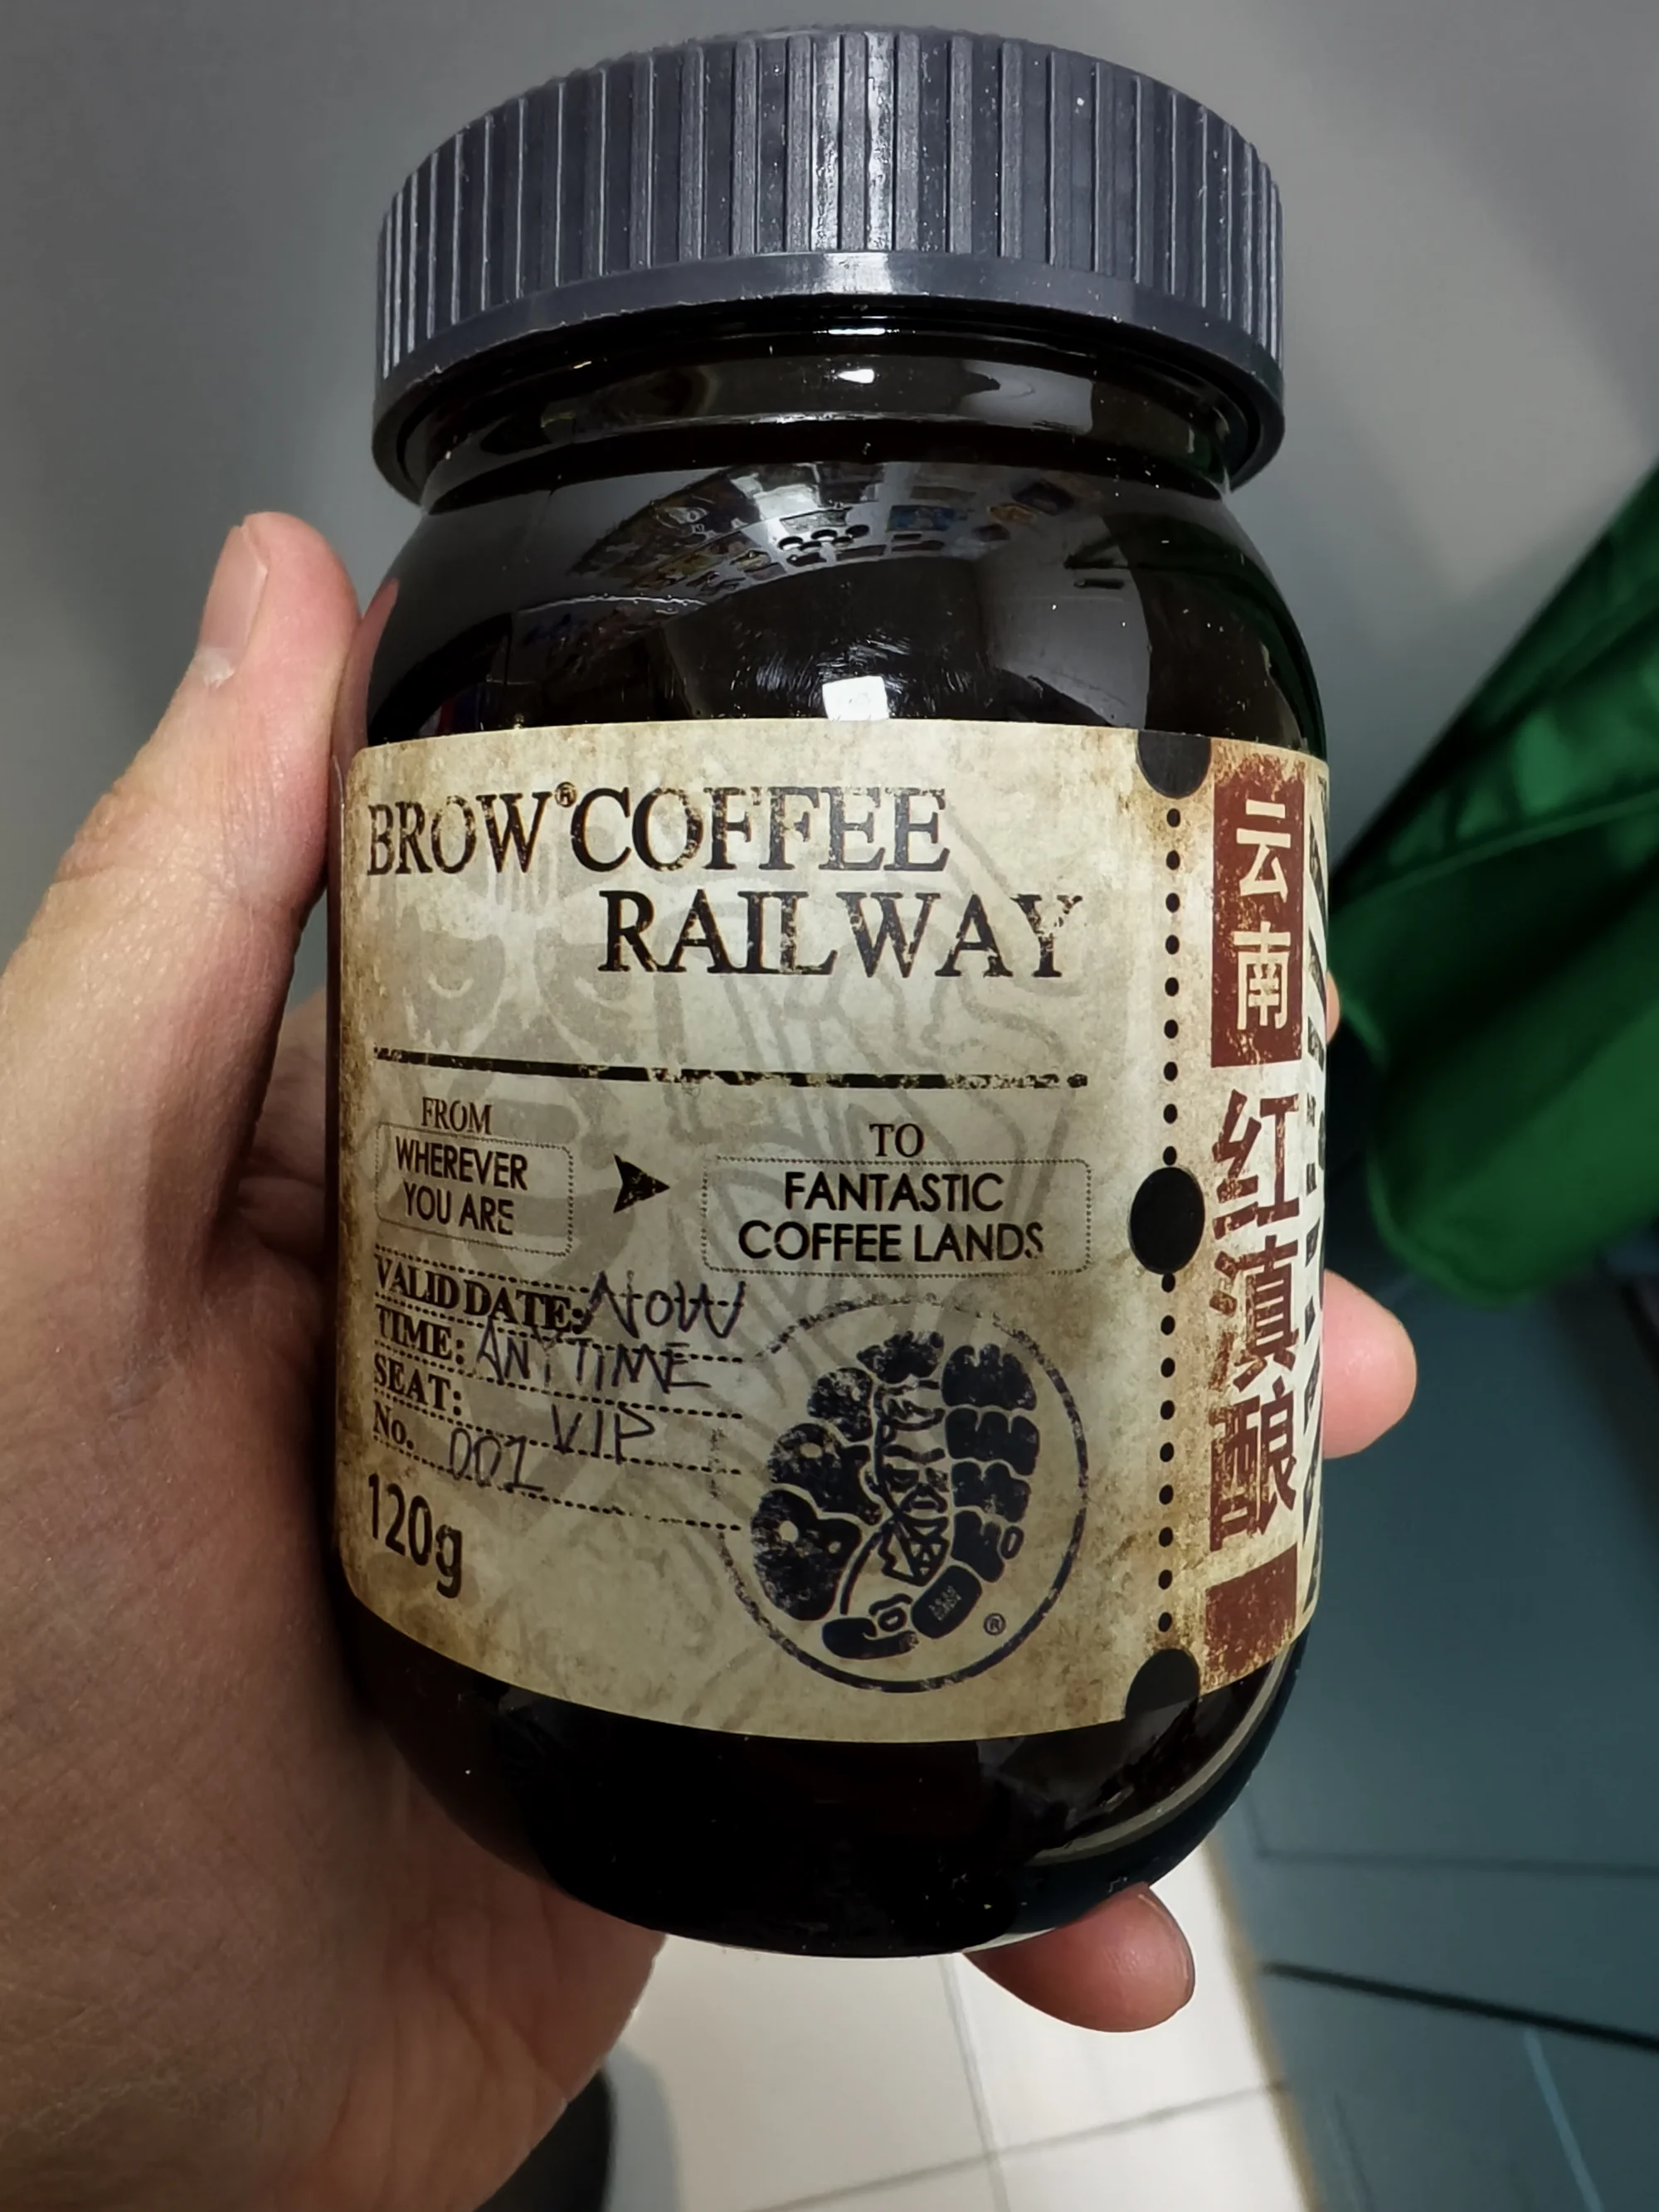 BROW® COFFEE
RAILWAY
FROM
WHEREVER
YOU ARE
TO
FANTASTIC
COFFEE LANDS
VALID DATE: NOW
TIME: ANYTIME
SEAT: VIP
No. 001
120g
®
云南
红滇酿